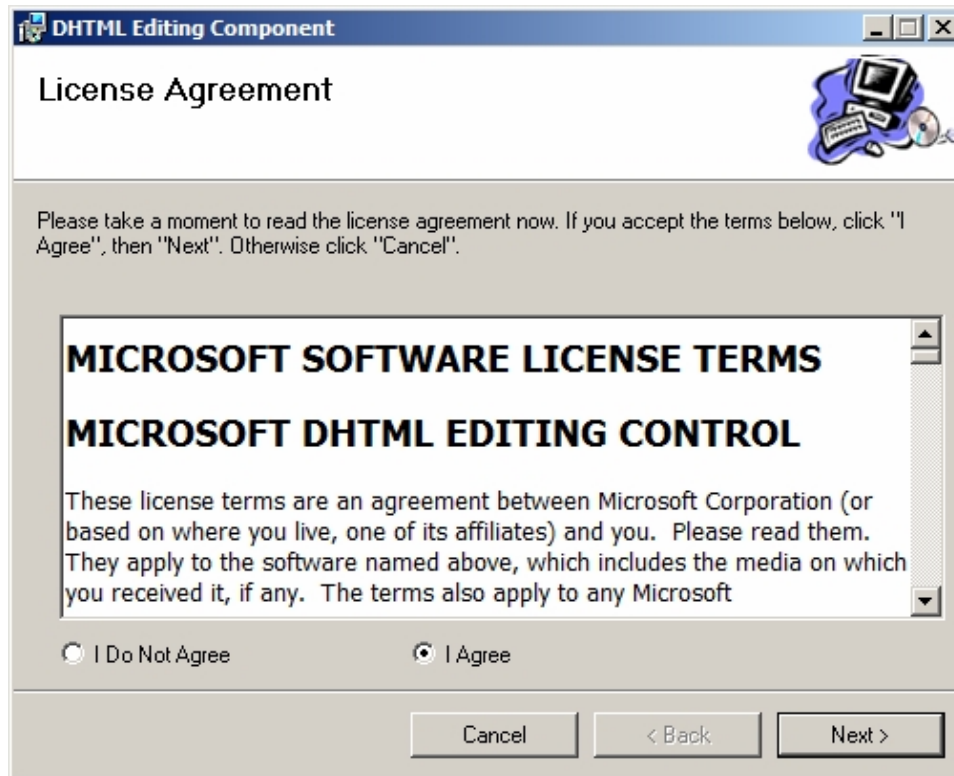 DHTML Editing Component
License Agreement
Please take a moment to read the license agreement now. If you accept the terms below, click "I
Agree", then "Next". Otherwise click "Cancel".
MICROSOFT SOFTWARE LICENSE TERMS
MICROSOFT DHTML EDITING CONTROL
These license terms are an agreement between Microsoft Corporation (or
based on where you live, one of its affiliates) and you.  Please read them.
They apply to the software named above, which includes the media on which
you received it, if any.  The terms also apply to any Microsoft
I Do Not Agree I Agree
Cancel < Back Next >